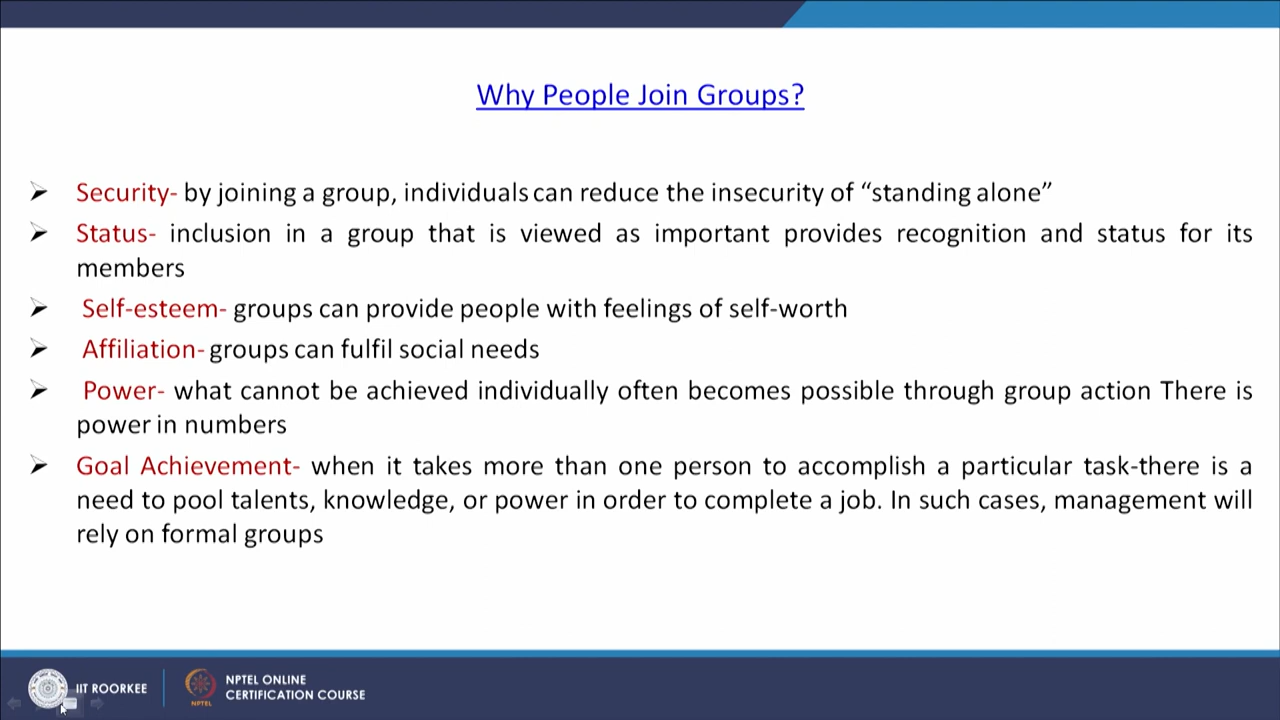 Why People Join Groups?
Security- by joining a group, individuals can reduce the insecurity of “standing alone”
Status- inclusion in a group that is viewed as important provides recognition and status for its
members
Self-esteem- groups can provide people with feelings of self-worth
Affiliation- groups can fulfil social needs
Power- what cannot be achieved individually often becomes possible through group action There is
power in numbers
Goal Achievement- when it takes more than one person to accomplish a particular task-there is a
need to pool talents, knowledge, or power in order to complete a job. In such cases, management will
rely on formal groups
IIT ROORKEE
NPTEL
NPTEL ONLINE
CERTIFICATION COURSE